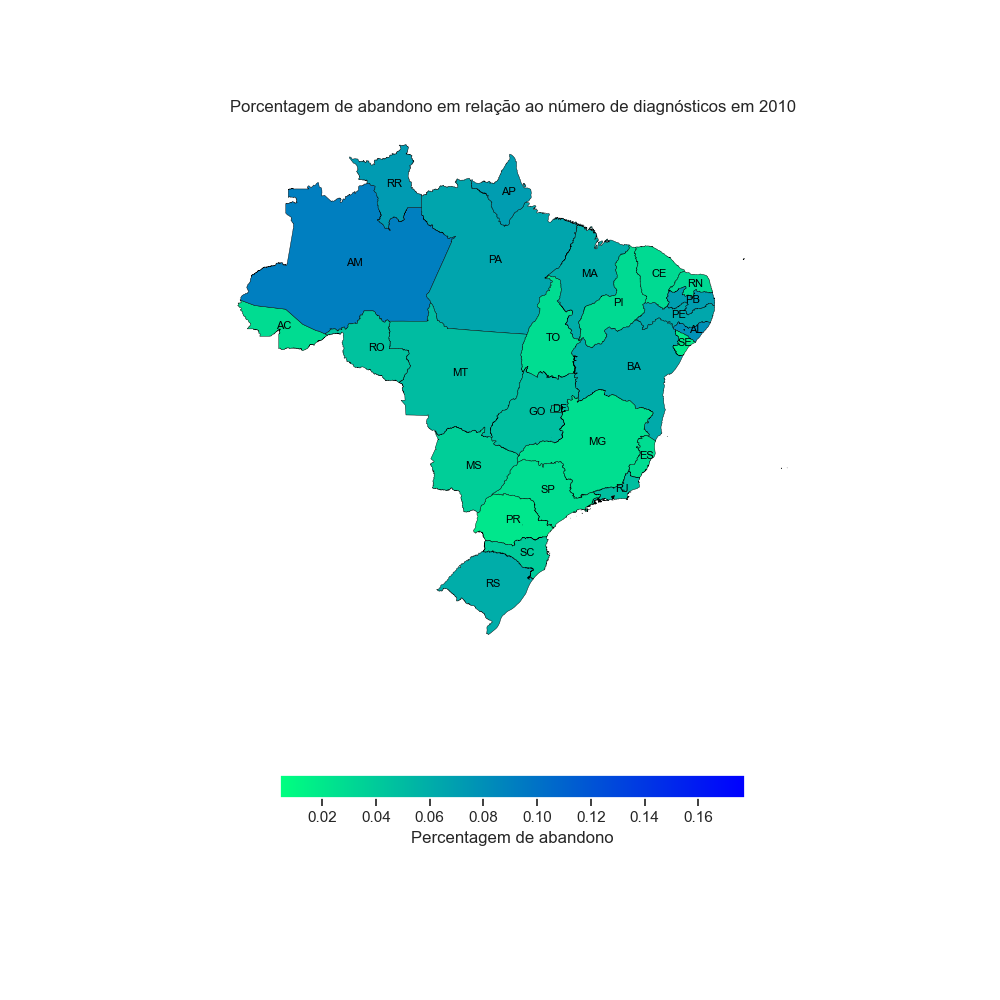 Porcentagem de abandono em relação ao número de diagnósticos em 2010
RR
AP
AM
PA
MA
CE
RN
PB
PI
PE
AC
AL
TO
SE
RO
BA
MT
GO
DF
MG
ES
MS
SP
RJ
PR
SC
RS
0.02 0.04 0.06 0.08 0.10 0.12 0.14 0.16
Percentagem de abandono